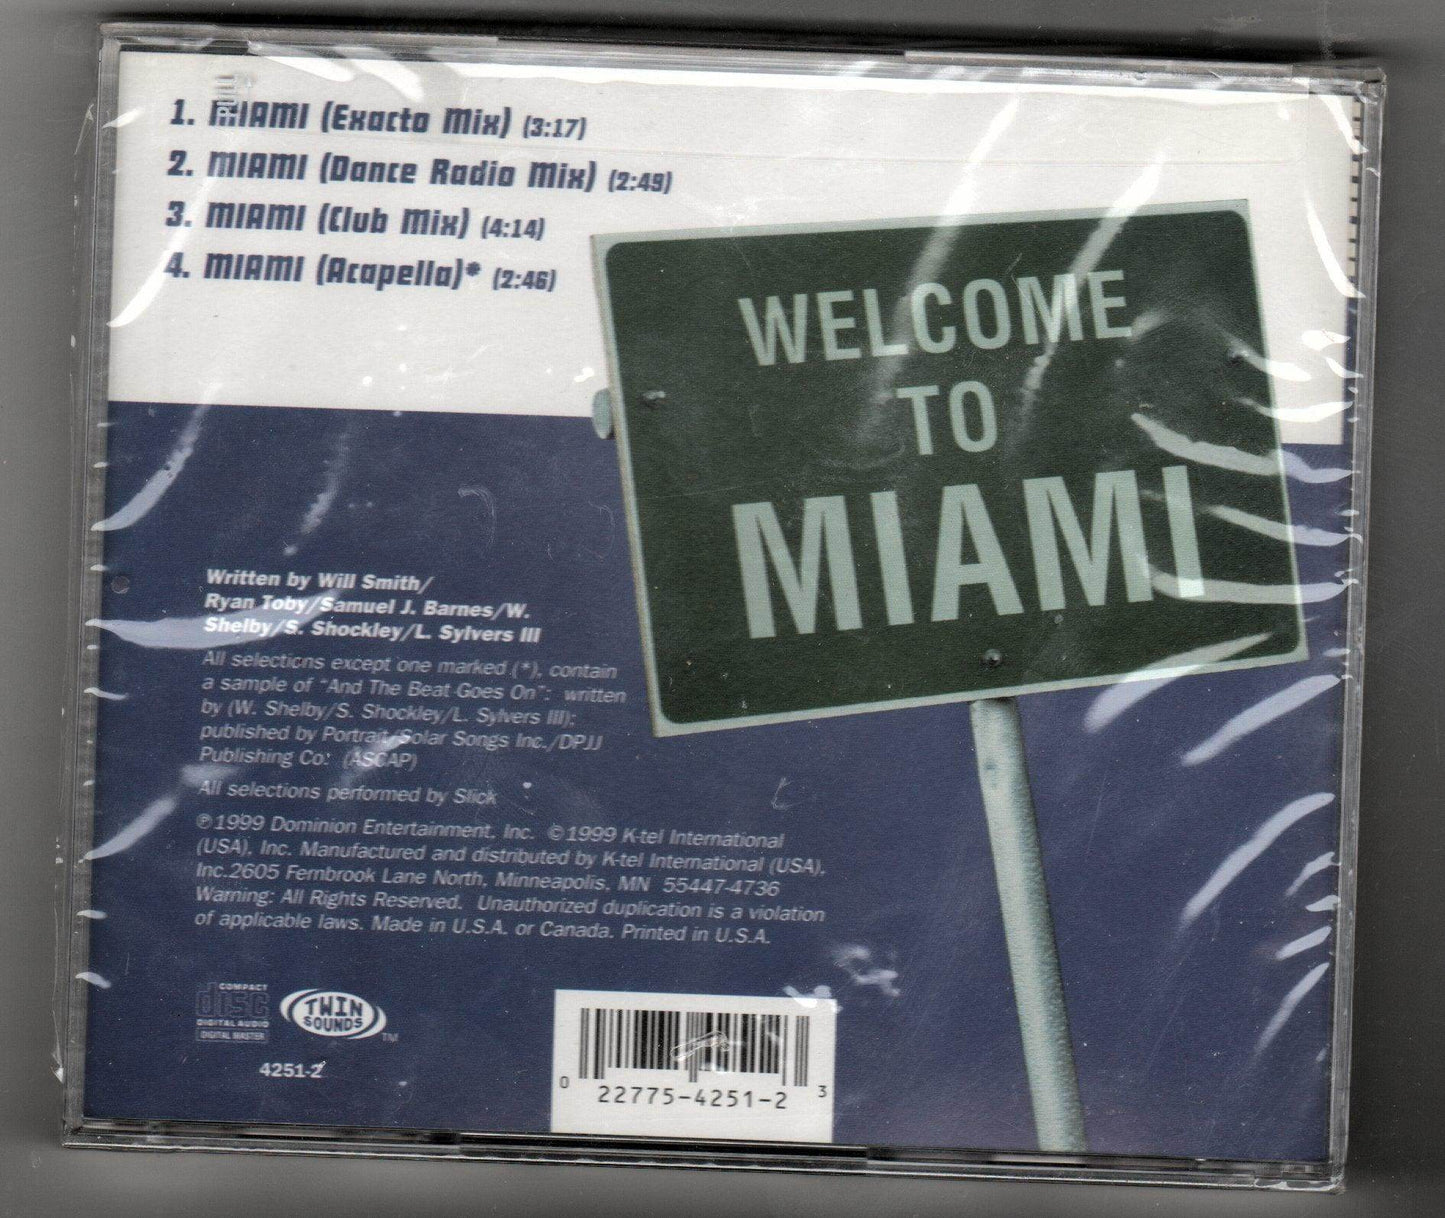 PULL
1. MIAMI (Exacto Mix) (3:17)
2. MIAMI (Dance Radio Mix) (2:49)
3. MIAMI (Club Mix) (4:14)
4. MIAMI (Acapella)* (2:46)
WELCOME
TO
MIAMI
Written by Will Smith/
Ryan Toby/Samuel J. Barnes/W.
Shelby/S. Shockley/L. Sylvers III
All selections except one marked (*), contain
a sample of "And The Beat Goes On": written
by (W. Shelby/S. Shockley/L. Sylvers III);
published by Portrait/Solar Songs Inc./DPJJ
Publishing Co: (ASCAP)
All selections performed by Slick
℗1999 Dominion Entertainment, Inc. ©1999 K-tel International
(USA), Inc. Manufactured and distributed by K-tel International (USA),
Inc.2605 Fernbrook Lane North, Minneapolis, MN 55447-4736
Warning: All Rights Reserved. Unauthorized duplication is a violation
of applicable laws. Made in U.S.A. or Canada. Printed in U.S.A.
COMPACT
disc
DIGITAL AUDIO
DIGITAL MASTER
TWIN
SOUNDS
TM
4251-2
0 22775-4251-2 3